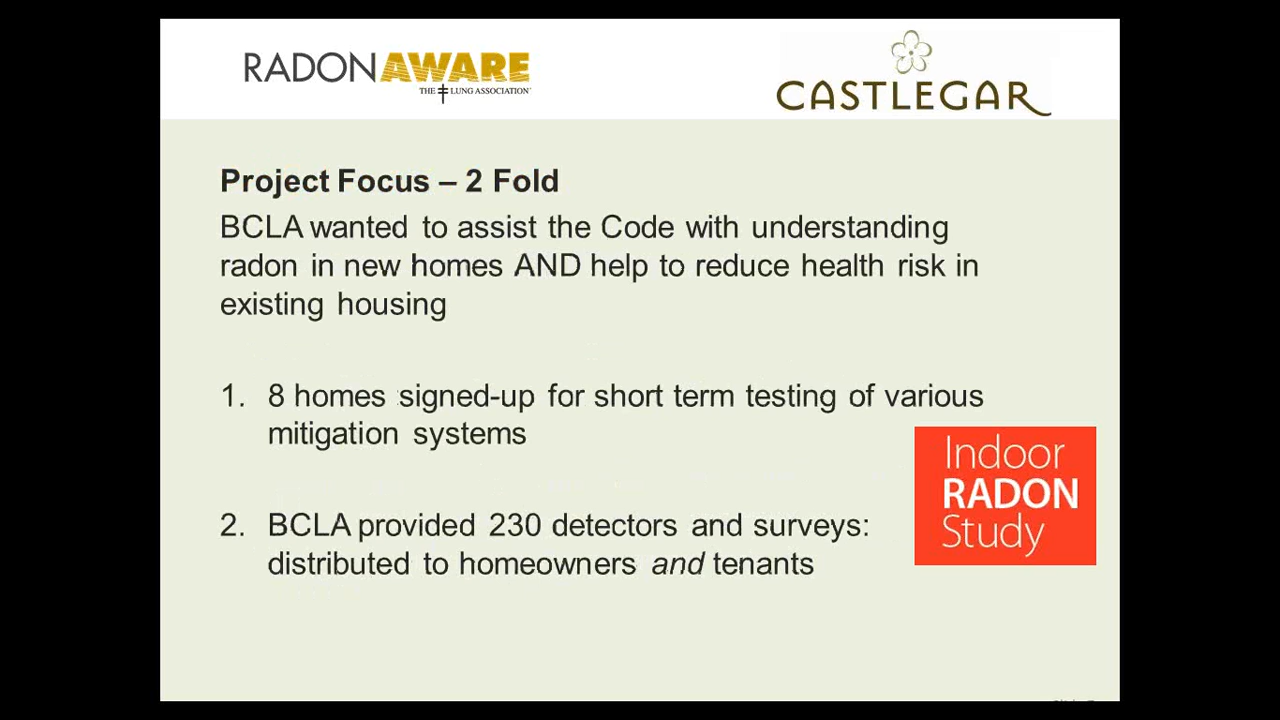 RADONAWARE
THE LUNG ASSOCIATION
CASTLEGAR
Project Focus – 2 Fold
BCLA wanted to assist the Code with understanding
radon in new homes AND help to reduce health risk in
existing housing
1. 8 homes signed-up for short term testing of various
mitigation systems
2. BCLA provided 230 detectors and surveys:
distributed to homeowners and tenants
Indoor
RADON
Study